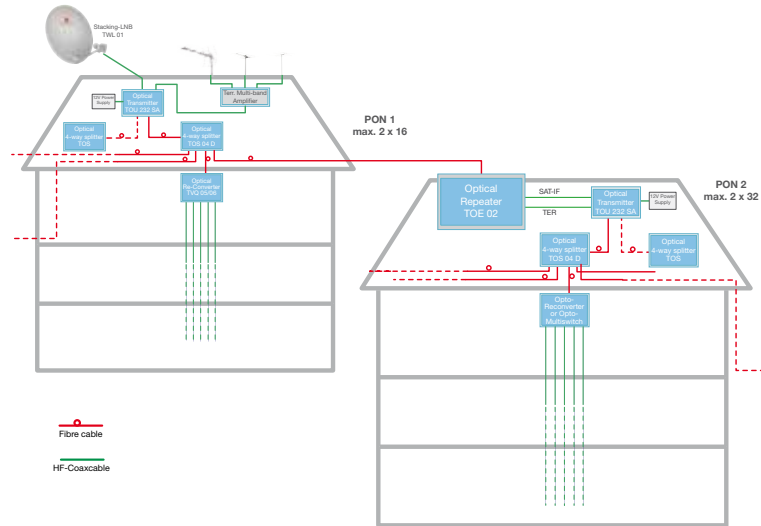 Stacking-LNB
TWL 01
12V Power
Supply
Optical
Transmitter
TOU 232 SA
Terr. Multi-band
Amplifier
PON 1
max. 2 x 16
Optical
4-way splitter
TOS
Optical
4-way splitter
TOS 04 D
Optical
Re-Converter
TVQ 05/08
PON 2
max. 2 x 32
Optical
Repeater
TOE 02
SAT-IF
TER
Optical
Transmitter
TOU 232 SA
12V Power
Supply
Optical
4-way splitter
TOS 04 D
Optical
4-way splitter
TOS
Opto-
Reconverter
or Opto-
Multiswitch
Fibre cable
HF-Coaxcable